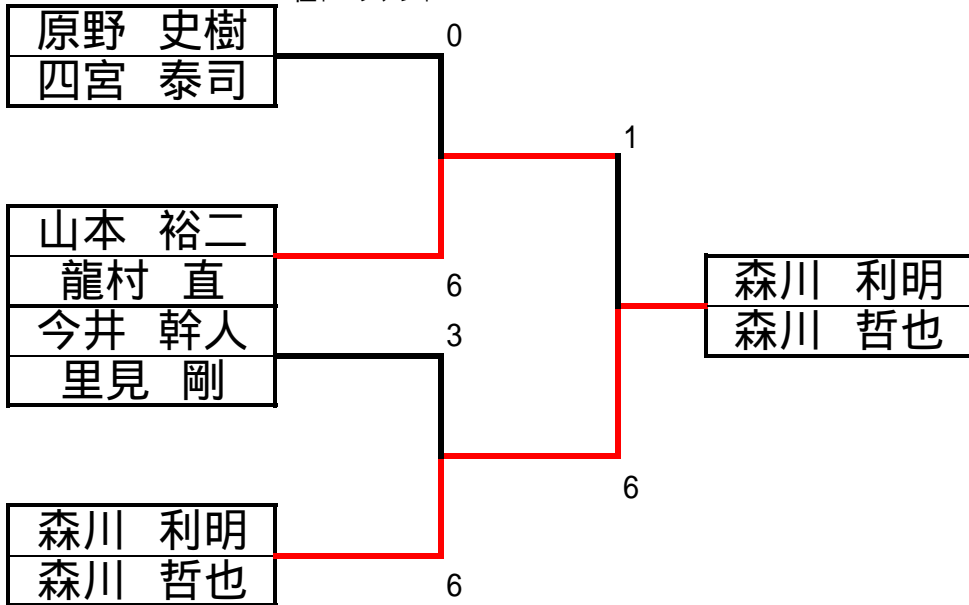 原野 史樹
四宮 泰司
0
1
山本 裕二
龍村 直
6
今井 幹人
里見 剛
3
森川 利明
森川 哲也
6
森川 利明
森川 哲也
6